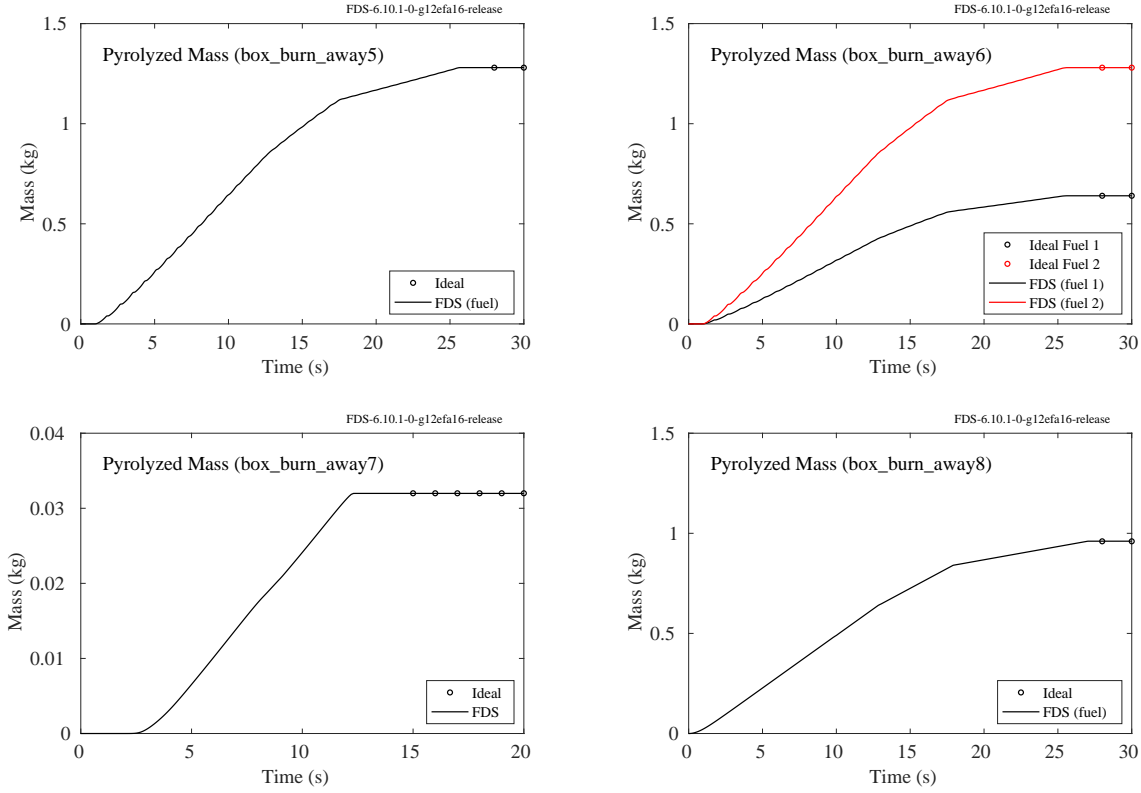 FDS-6.10.1-0-g12efa16-release
Pyrolyzed Mass (box_burn_away5)
1.5
1
0.5
0
Mass (kg)
Ideal
FDS (fuel)
0 5 10 15 20 25 30
Time (s)
FDS-6.10.1-0-g12efa16-release
Pyrolyzed Mass (box_burn_away6)
1.5
1
0.5
0
Mass (kg)
Ideal Fuel 1
Ideal Fuel 2
FDS (fuel 1)
FDS (fuel 2)
0 5 10 15 20 25 30
Time (s)
FDS-6.10.1-0-g12efa16-release
Pyrolyzed Mass (box_burn_away7)
0.04
0.03
0.02
0.01
0
Mass (kg)
Ideal
FDS
0 5 10 15 20
Time (s)
FDS-6.10.1-0-g12efa16-release
Pyrolyzed Mass (box_burn_away8)
1.5
1
0.5
0
Mass (kg)
Ideal
FDS (fuel)
0 5 10 15 20 25 30
Time (s)